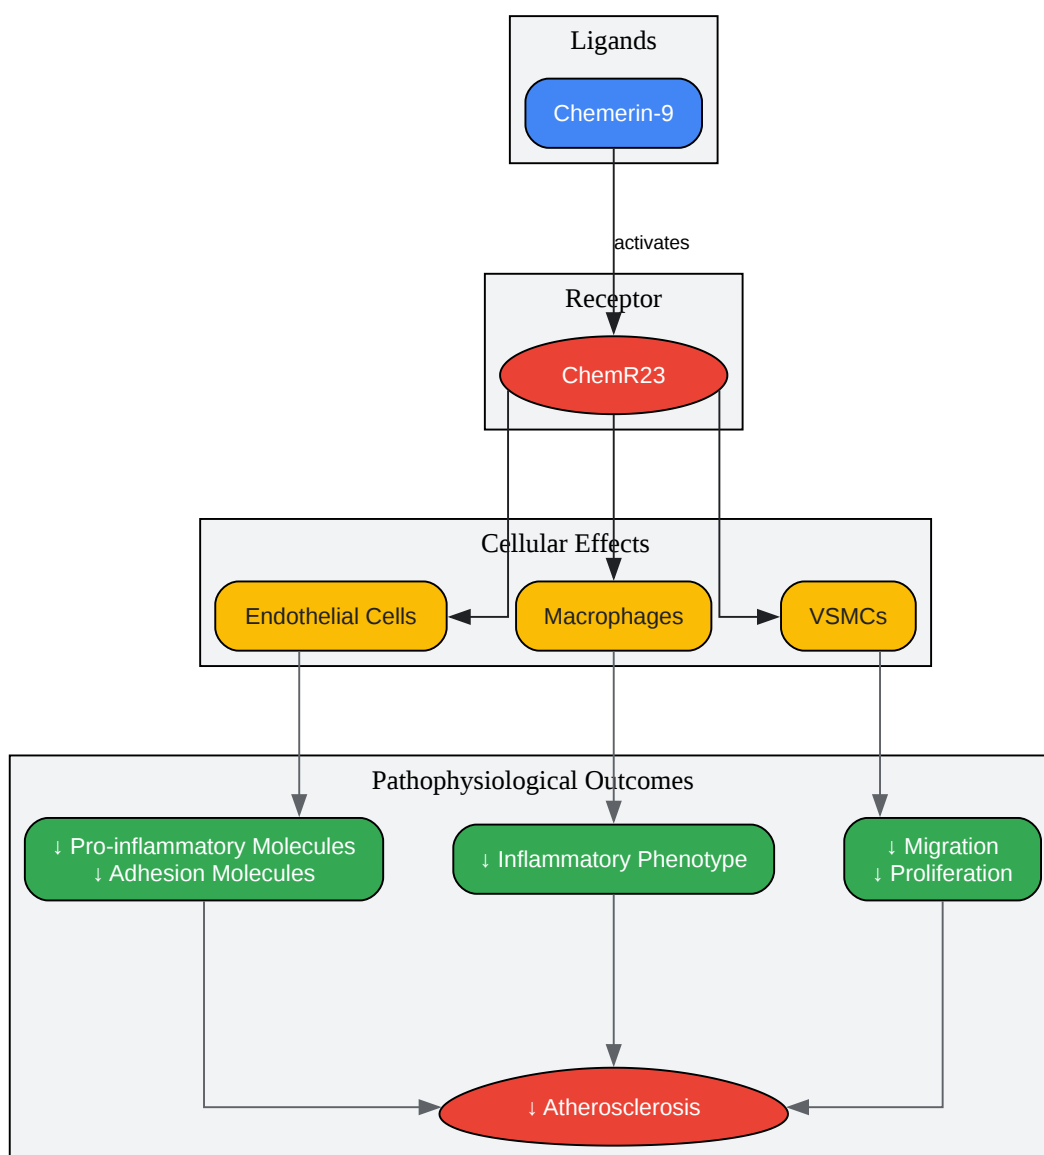 Ligands
Chemerin-9
activates
Receptor
ChemR23
Cellular Effects
Endothelial Cells
Macrophages
VSMCs
Pathophysiological Outcomes
↓ Pro-inflammatory Molecules
↓ Adhesion Molecules
↓ Inflammatory Phenotype
↓ Migration
↓ Proliferation
↓ Atherosclerosis